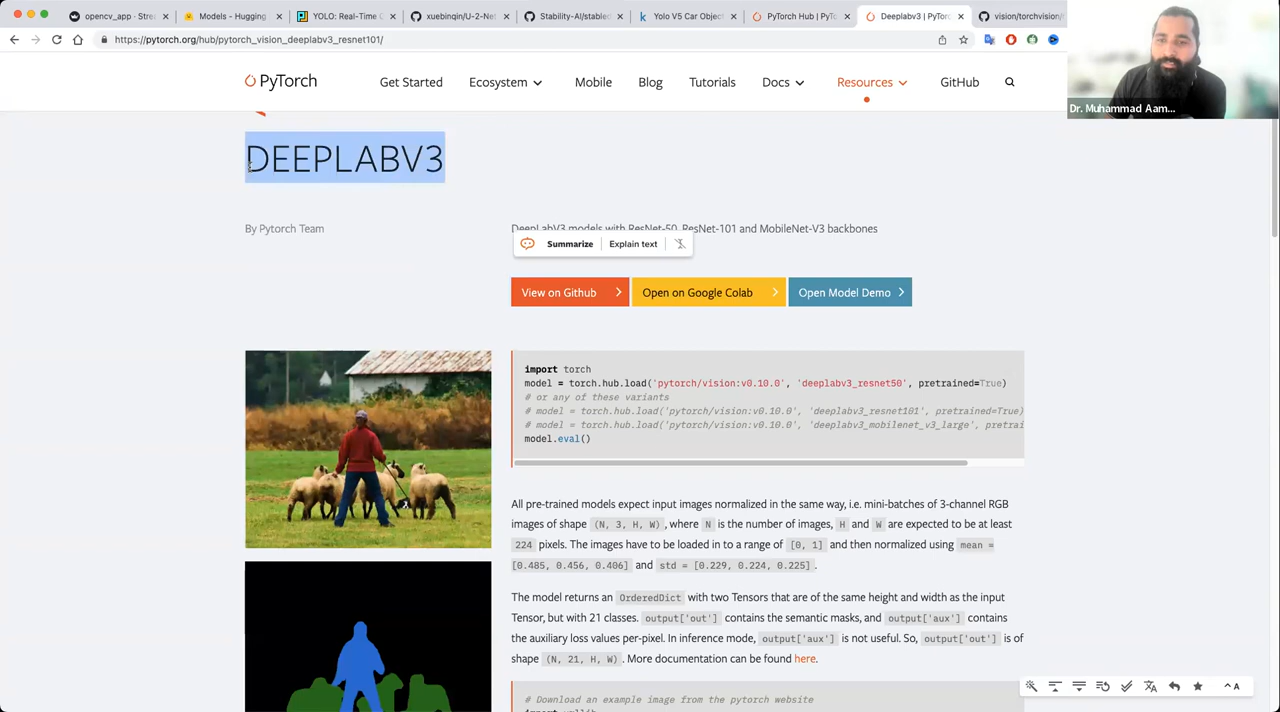 opencv_app · Stre
Models - Hugging
YOLO: Real-Time O
xuebinqin/U-2-Net
Stability-AI/stabled
Yolo V5 Car Object
PyTorch Hub | PyTo
Deeplabv3 | PyTorc
vision/torchvision/
https://pytorch.org/hub/pytorch_vision_deeplabv3_resnet101/
PyTorch
Get Started
Ecosystem
Mobile
Blog
Tutorials
Docs
Resources
GitHub
Dr. Muhammad Aam...
DEEPLABV3
By Pytorch Team
DeepLabV3 models with ResNet-50, ResNet-101 and MobileNet-V3 backbones
Summarize
Explain text
View on Github
Open on Google Colab
Open Model Demo
import torch
model = torch.hub.load('pytorch/vision:v0.10.0', 'deeplabv3_resnet50', pretrained=True)
# or any of these variants
# model = torch.hub.load('pytorch/vision:v0.10.0', 'deeplabv3_resnet101', pretrained=True)
# model = torch.hub.load('pytorch/vision:v0.10.0', 'deeplabv3_mobilenet_v3_large', pretrai
model.eval()
All pre-trained models expect input images normalized in the same way, i.e. mini-batches of 3-channel RGB
images of shape (N, 3, H, W), where N is the number of images, H and W are expected to be at least
224 pixels. The images have to be loaded in to a range of [0, 1] and then normalized using mean =
[0.485, 0.456, 0.406] and std = [0.229, 0.224, 0.225].
The model returns an OrderedDict with two Tensors that are of the same height and width as the input
Tensor, but with 21 classes. output['out'] contains the semantic masks, and output['aux'] contains
the auxiliary loss values per-pixel. In inference mode, output['aux'] is not useful. So, output['out'] is of
shape (N, 21, H, W). More documentation can be found here.
# Download an example image from the pytorch website